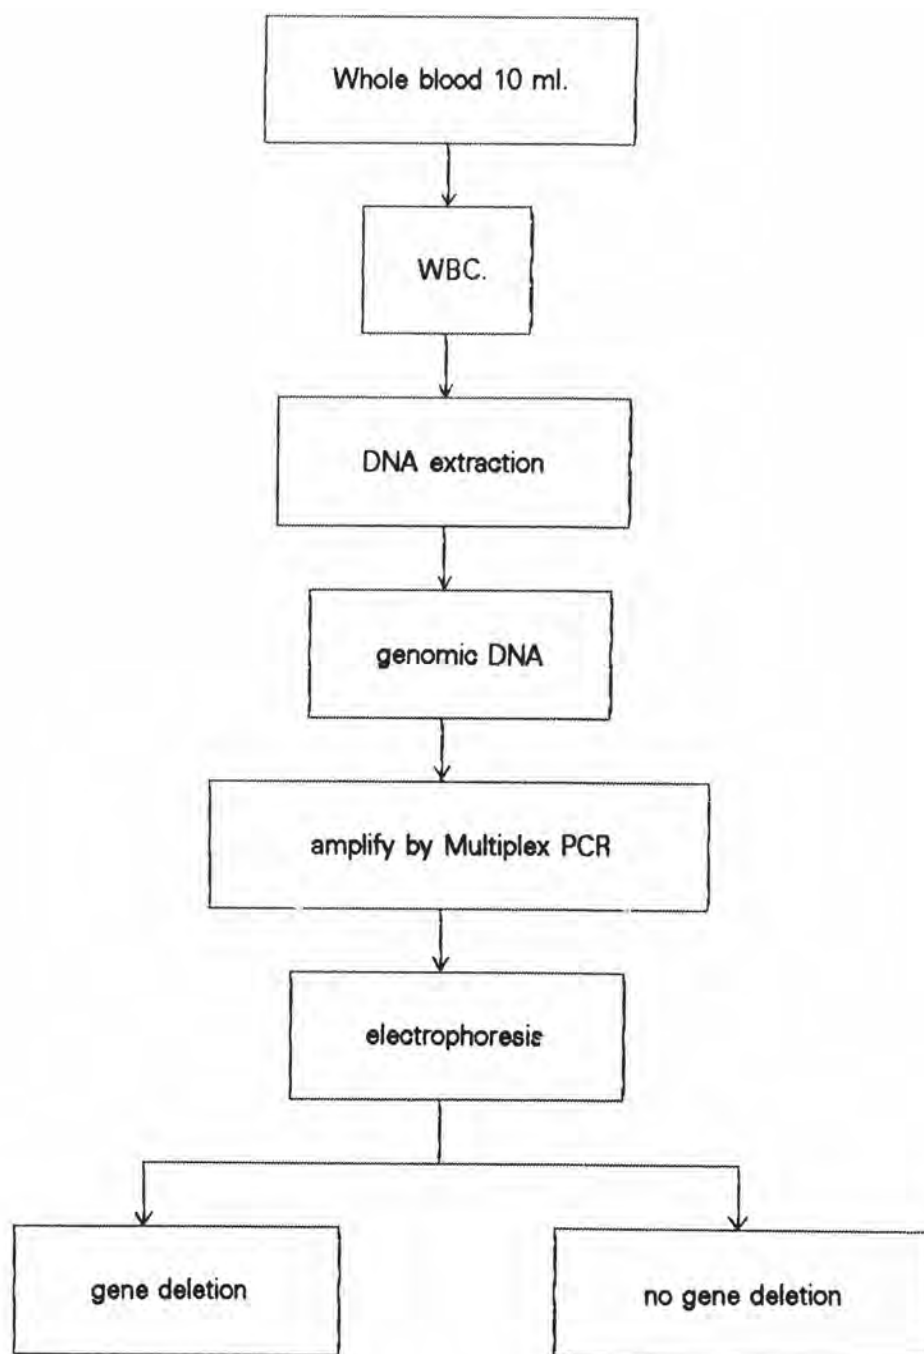 Whole blood 10 ml.
WBC.
DNA extraction
genomic DNA
amplify by Multiplex PCR
electrophoresis
gene deletion
no gene deletion